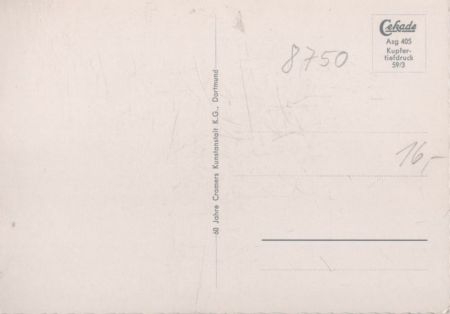 Cekade
Asg 405
Kupfer-
tiefdruck
59/3
8750
60 Jahre Cramers Kunstanstalt K.G., Dortmund
16,-